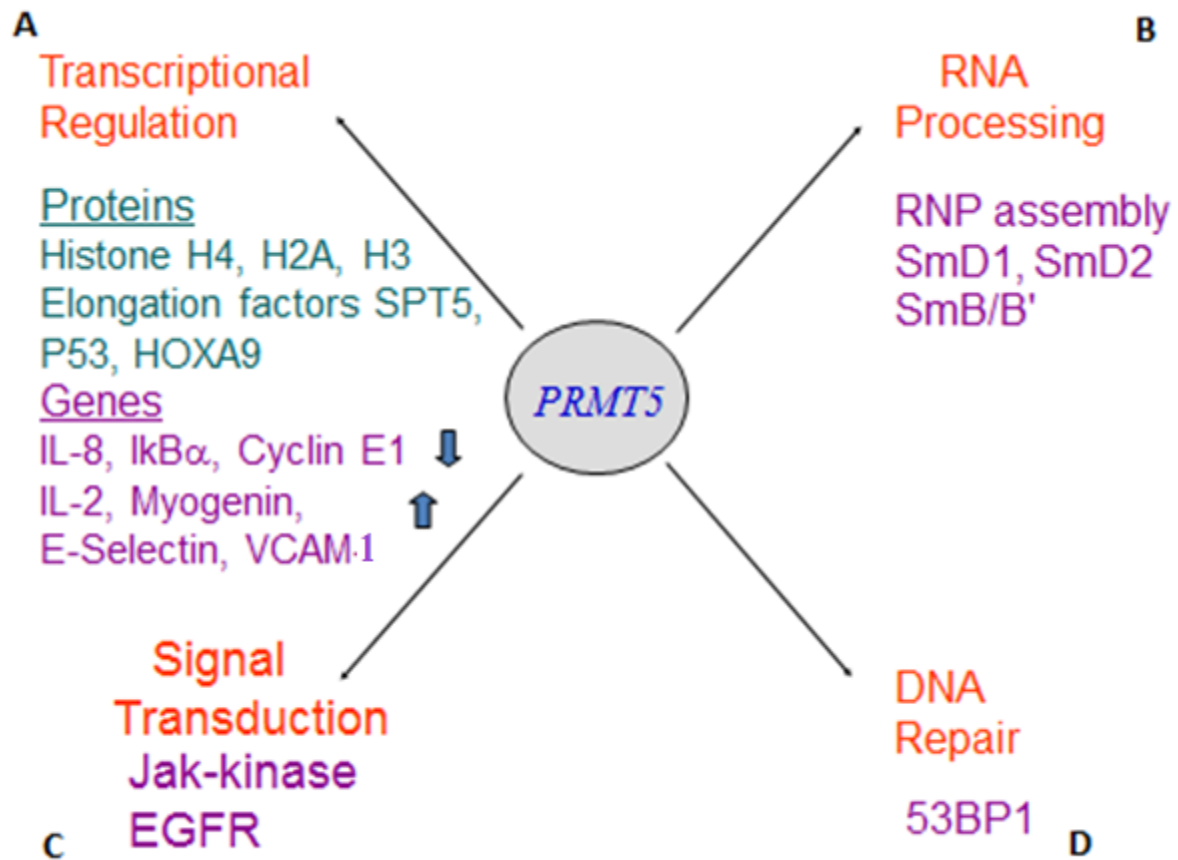 A
Transcriptional
Regulation
Proteins
Histone H4, H2A, H3
Elongation factors SPT5,
P53, HOXA9
Genes
IL-8, IkBα, Cyclin E1
IL-2, Myogenin,
E-Selectin, VCAM-1
B
RNA
Processing
RNP assembly
SmD1, SmD2
SmB/B'
PRMT5
Signal
Transduction
Jak-kinase
EGFR
C
DNA
Repair
53BP1
D